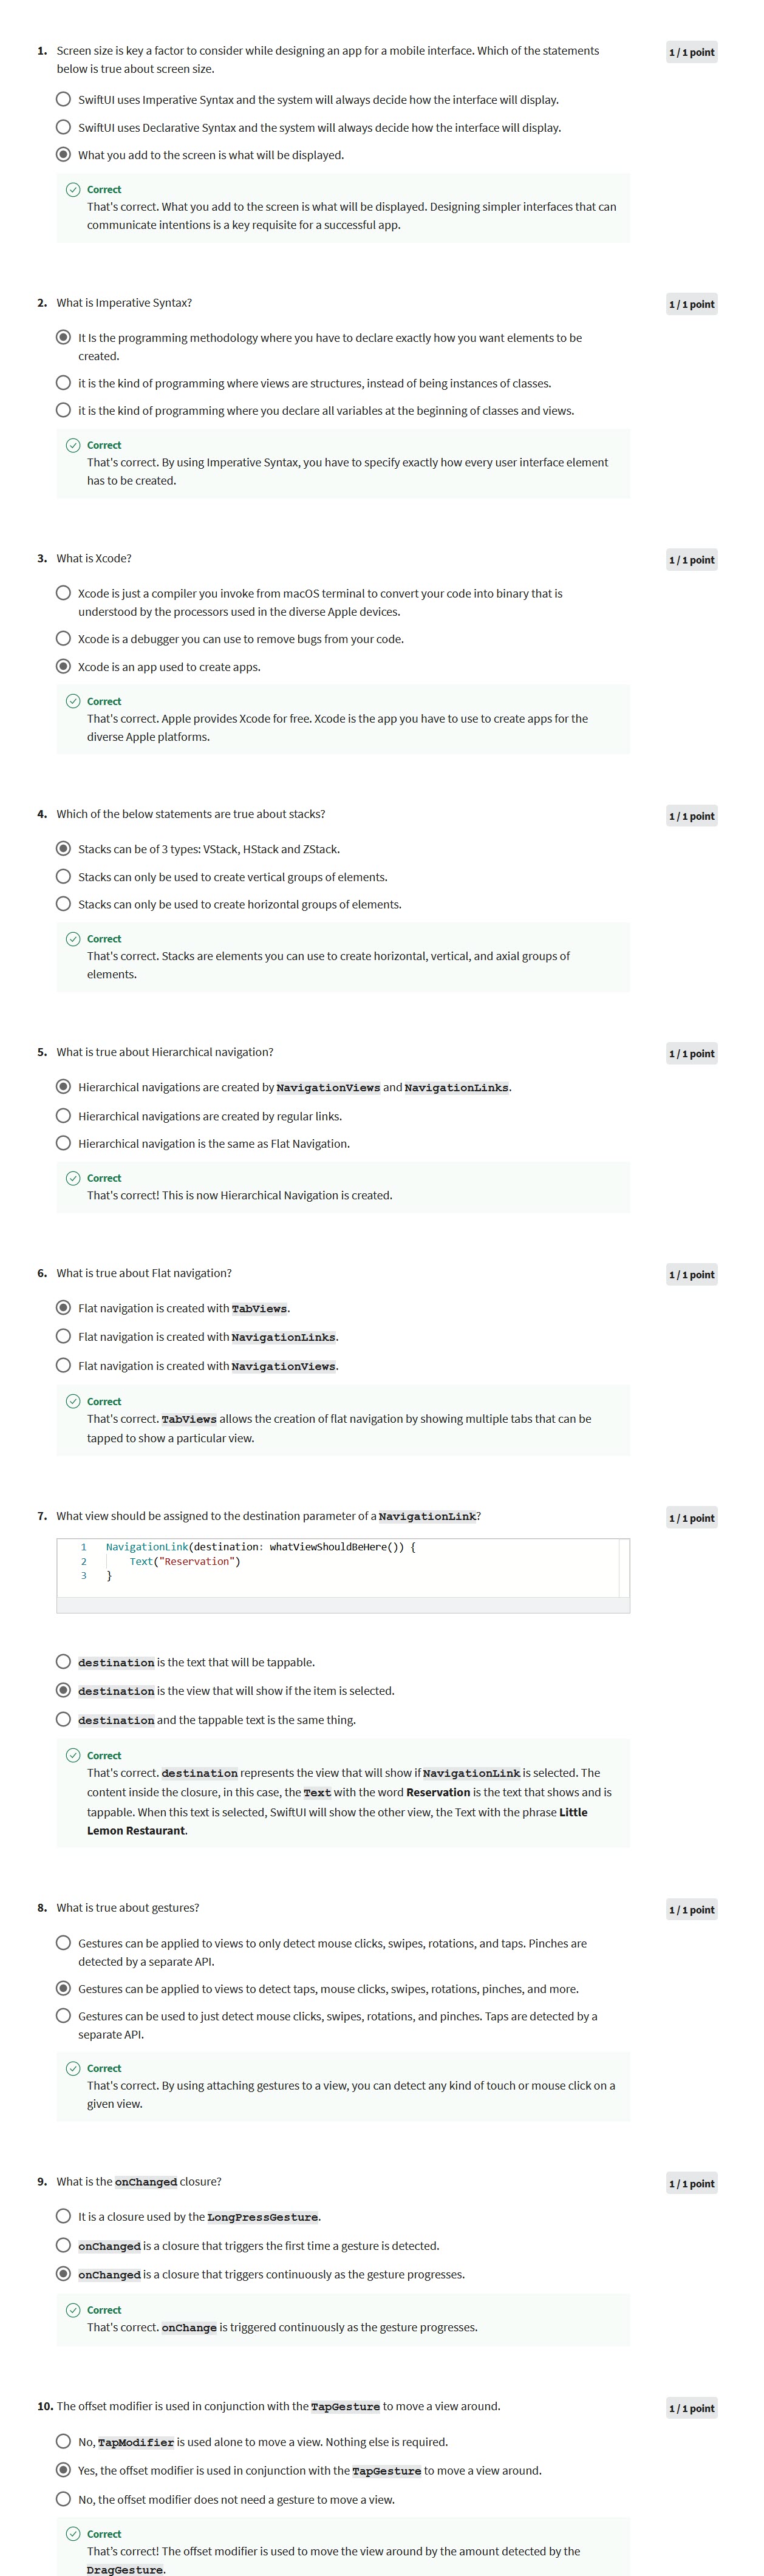 1. Screen size is key a factor to consider while designing an app for a mobile interface. Which of the statements
below is true about screen size.
1 / 1 point
SwiftUI uses Imperative Syntax and the system will always decide how the interface will display.
SwiftUI uses Declarative Syntax and the system will always decide how the interface will display.
What you add to the screen is what will be displayed.
Correct
That's correct. What you add to the screen is what will be displayed. Designing simpler interfaces that can
communicate intentions is a key requisite for a successful app.
2. What is Imperative Syntax?
1 / 1 point
It Is the programming methodology where you have to declare exactly how you want elements to be
created.
it is the kind of programming where views are structures, instead of being instances of classes.
it is the kind of programming where you declare all variables at the beginning of classes and views.
Correct
That's correct. By using Imperative Syntax, you have to specify exactly how every user interface element
has to be created.
3. What is Xcode?
1 / 1 point
Xcode is just a compiler you invoke from macOS terminal to convert your code into binary that is
understood by the processors used in the diverse Apple devices.
Xcode is a debugger you can use to remove bugs from your code.
Xcode is an app used to create apps.
Correct
That's correct. Apple provides Xcode for free. Xcode is the app you have to use to create apps for the
diverse Apple platforms.
4. Which of the below statements are true about stacks?
1 / 1 point
Stacks can be of 3 types: VStack, HStack and ZStack.
Stacks can only be used to create vertical groups of elements.
Stacks can only be used to create horizontal groups of elements.
Correct
That's correct. Stacks are elements you can use to create horizontal, vertical, and axial groups of
elements.
5. What is true about Hierarchical navigation?
1 / 1 point
Hierarchical navigations are created by NavigationViews and NavigationLinks.
Hierarchical navigations are created by regular links.
Hierarchical navigation is the same as Flat Navigation.
Correct
That's correct! This is now Hierarchical Navigation is created.
6. What is true about Flat navigation?
1 / 1 point
Flat navigation is created with TabViews.
Flat navigation is created with NavigationLinks.
Flat navigation is created with NavigationViews.
Correct
That's correct. TabViews allows the creation of flat navigation by showing multiple tabs that can be
tapped to show a particular view.
7. What view should be assigned to the destination parameter of a NavigationLink?
1 / 1 point
1 NavigationLink(destination: whatViewShouldBeHere()) {
2 Text("Reservation")
3 }
destination is the text that will be tappable.
destination is the view that will show if the item is selected.
destination and the tappable text is the same thing.
Correct
That's correct. destination represents the view that will show if NavigationLink is selected. The
content inside the closure, in this case, the Text with the word Reservation is the text that shows and is
tappable. When this text is selected, SwiftUI will show the other view, the Text with the phrase Little
Lemon Restaurant.
8. What is true about gestures?
1 / 1 point
Gestures can be applied to views to only detect mouse clicks, swipes, rotations, and taps. Pinches are
detected by a separate API.
Gestures can be applied to views to detect taps, mouse clicks, swipes, rotations, pinches, and more.
Gestures can be used to just detect mouse clicks, swipes, rotations, and pinches. Taps are detected by a
separate API.
Correct
That's correct. By using attaching gestures to a view, you can detect any kind of touch or mouse click on a
given view.
9. What is the onChanged closure?
1 / 1 point
It is a closure used by the LongPressGesture.
onChanged is a closure that triggers the first time a gesture is detected.
onChanged is a closure that triggers continuously as the gesture progresses.
Correct
That's correct. onChange is triggered continuously as the gesture progresses.
10. The offset modifier is used in conjunction with the TapGesture to move a view around.
1 / 1 point
No, TapModifier is used alone to move a view. Nothing else is required.
Yes, the offset modifier is used in conjunction with the TapGesture to move a view around.
No, the offset modifier does not need a gesture to move a view.
Correct
That's correct! The offset modifier is used to move the view around by the amount detected by the
DragGesture.